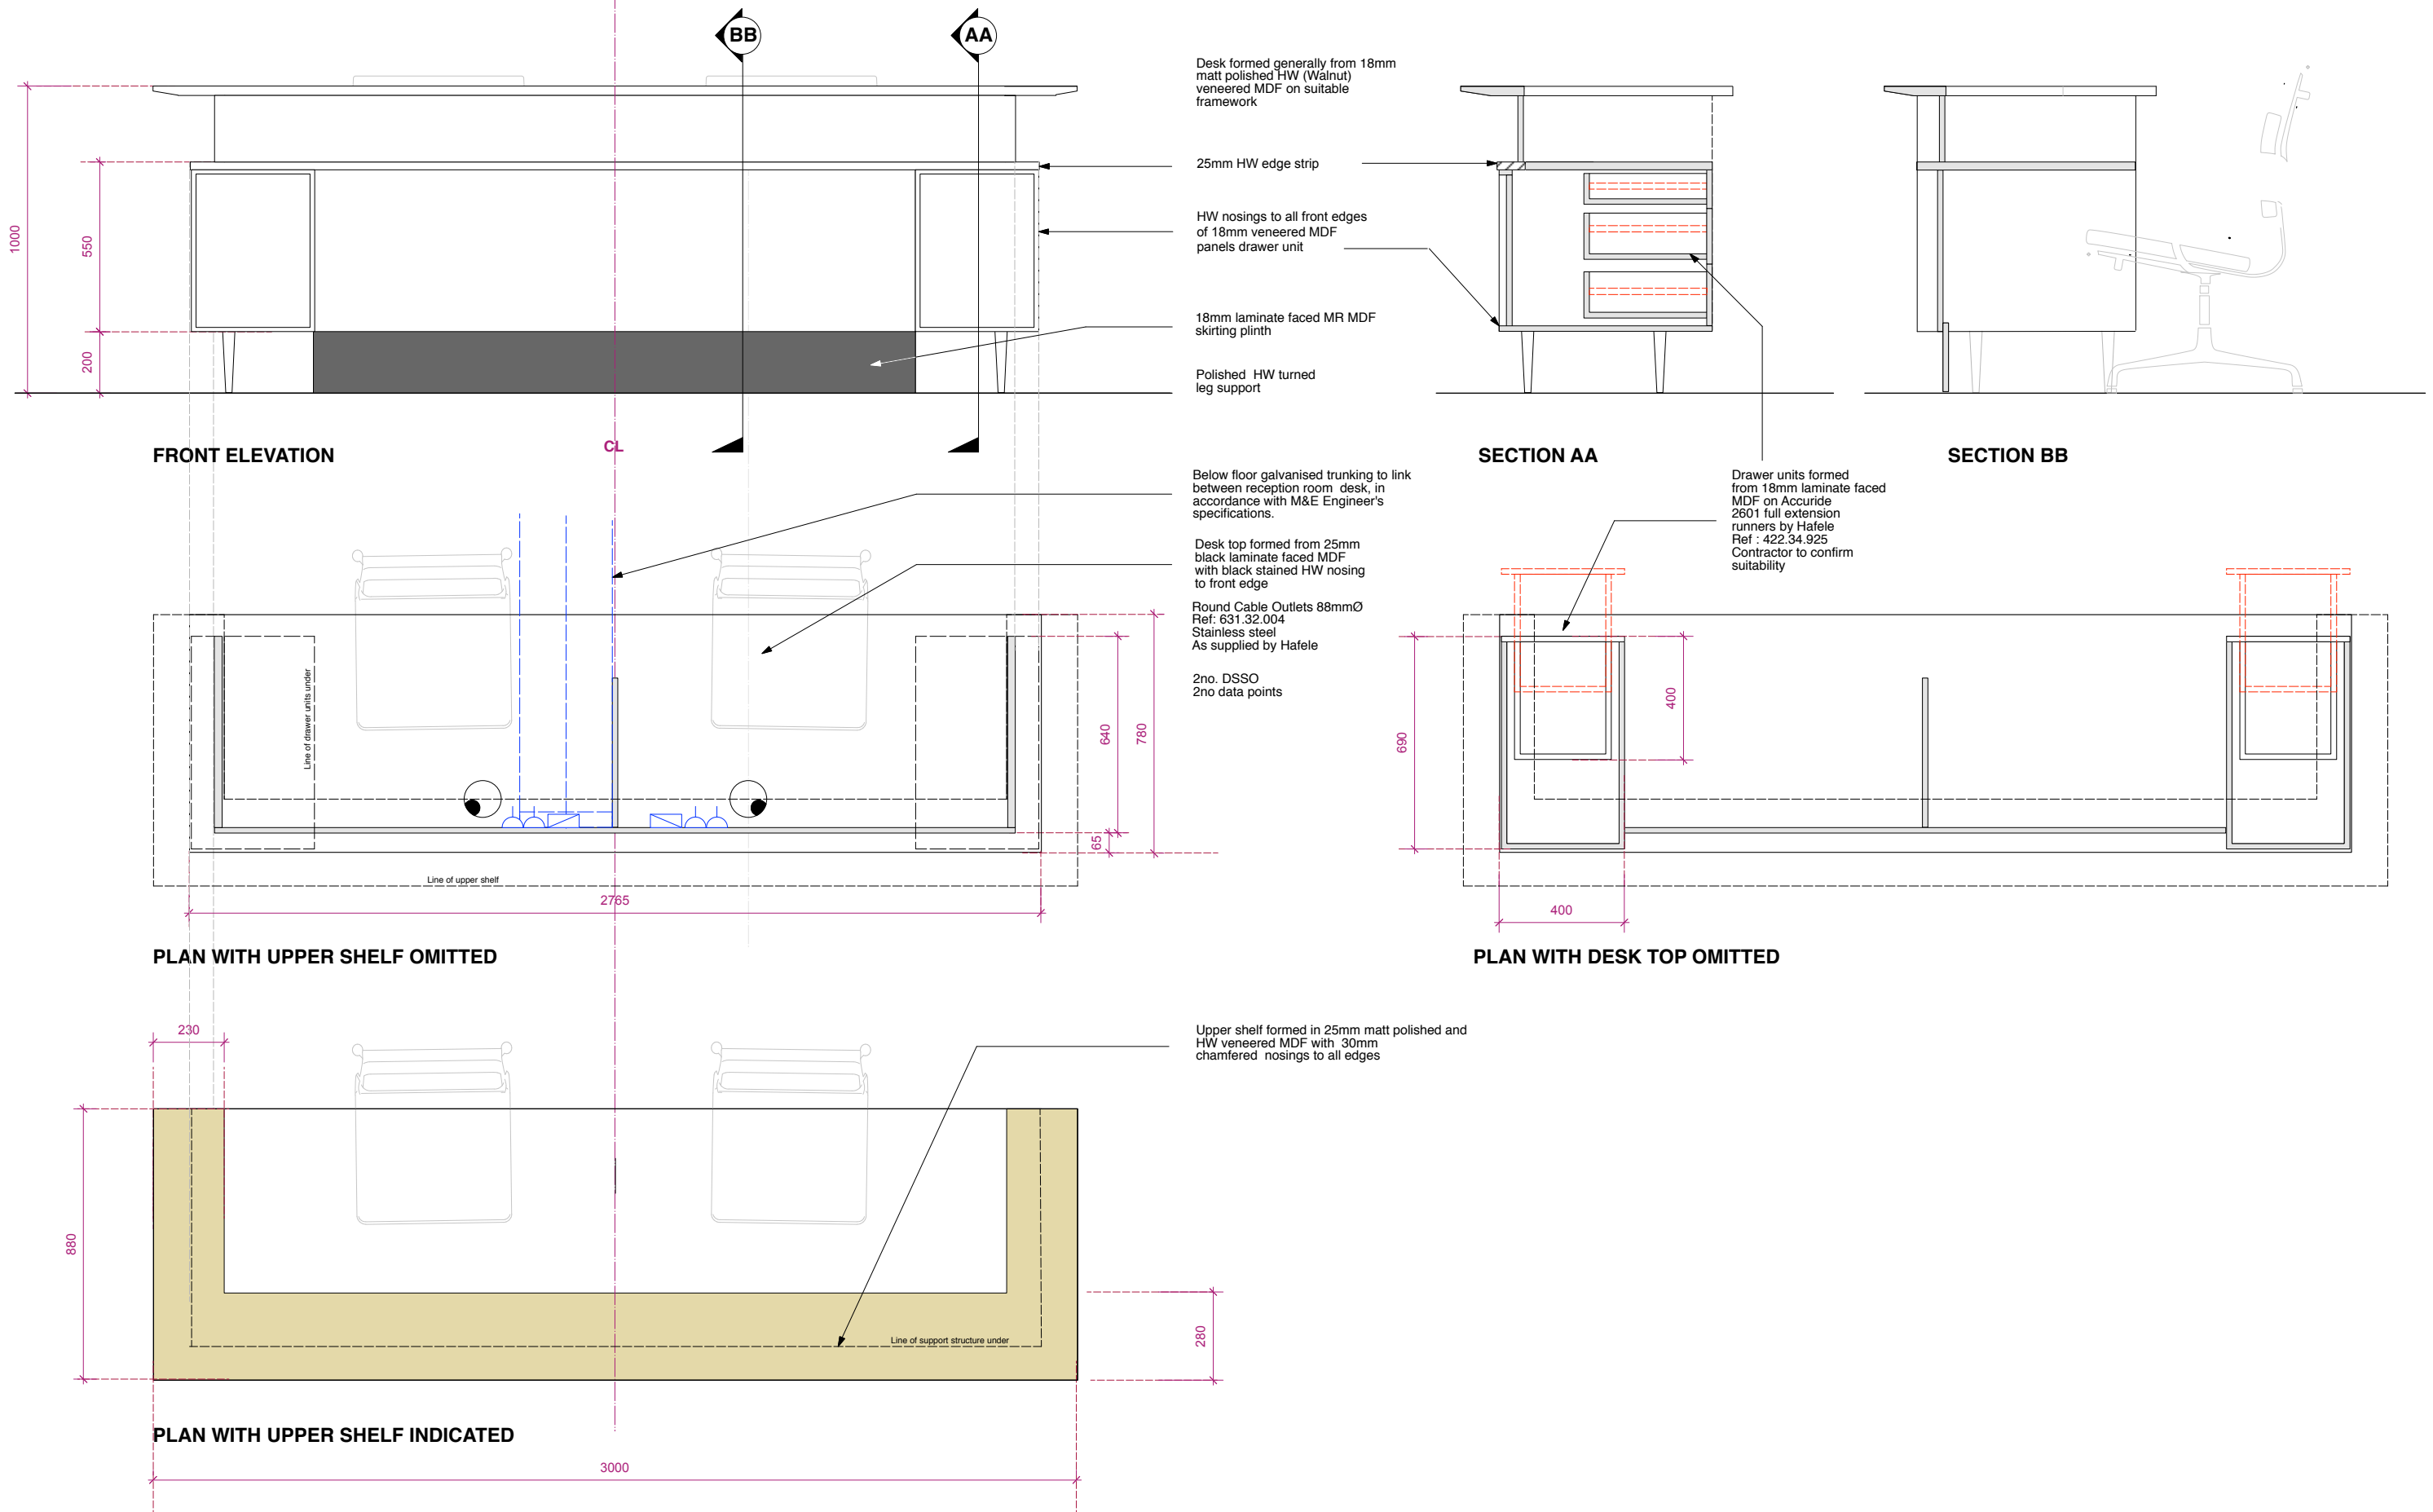 BB
AA
1000
550
200
Desk formed generally from 18mm
matt polished HW (Walnut)
veneered MDF on suitable
framework
25mm HW edge strip
HW nosings to all front edges
of 18mm veneered MDF
panels drawer unit
18mm laminate faced MR MDF
skirting plinth
Polished HW turned
leg support
FRONT ELEVATION
CL
SECTION AA
SECTION BB
Below floor galvanised trunking to link
between reception room desk, in
accordance with M&E Engineer's
specifications.
Desk top formed from 25mm
black laminate faced MDF
with black stained HW nosing
to front edge
Round Cable Outlets 88mmØ
Ref: 631.32.004
Stainless steel
As supplied by Hafele
2no. DSSO
2no data points
Drawer units formed
from 18mm laminate faced
MDF on Accuride
2601 full extension
runners by Hafele
Ref : 422.34.925
Contractor to confirm
suitability
Line of drawer units under
640
780
65
Line of upper shelf
2765
690
400
400
PLAN WITH UPPER SHELF OMITTED
PLAN WITH DESK TOP OMITTED
230
Upper shelf formed in 25mm matt polished and
HW veneered MDF with 30mm
chamfered nosings to all edges
880
280
Line of support structure under
PLAN WITH UPPER SHELF INDICATED
3000